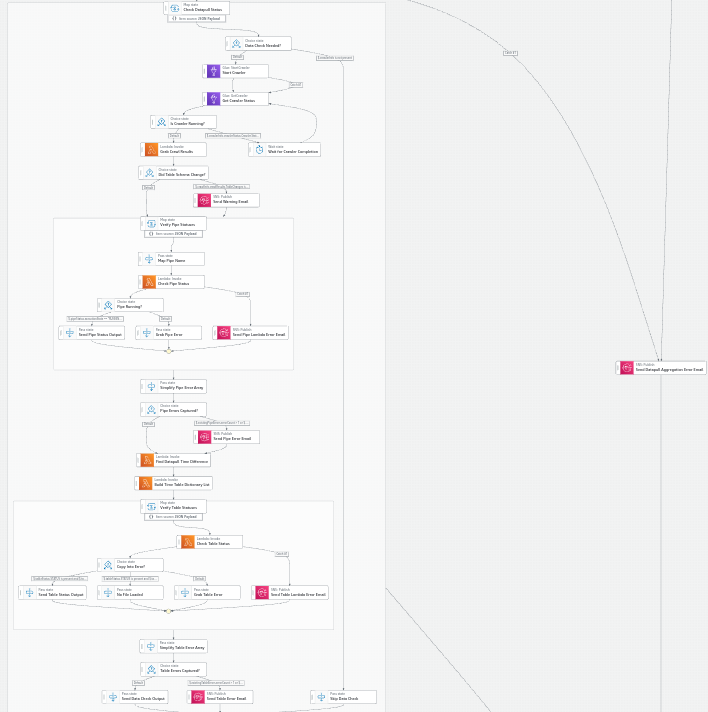 Map state
Check Datapull Status
Item source: JSON Payload
Choice state
Data Check Needed?
Default
Catch #1
Glue: StartCrawler
Start Crawler
Catch #1
Glue: GetCrawler
Get Crawler Status
Choice state
Is Crawler Running?
Default
Lambda: Invoke
Grab Crawl Results
Wait state
Wait for Crawler Completion
Choice state
Did Table Schema Change?
Default
SNS: Publish
Send Warning Email
Map state
Verify Pipe Statuses
Item source: JSON Payload
Pass state
Map Pipe Name
Lambda: Invoke
Check Pipe Status
Catch #1
Choice state
Pipe Running?
Default
Pass state
Send Pipe Status Output
Pass state
Grab Pipe Error
SNS: Publish
Send Pipe Lambda Error Email
SNS: Publish
Send Datapull Aggregation Error Email
Pass state
Simplify Pipe Error Array
Choice state
Pipe Errors Captured?
Default
SNS: Publish
Send Pipe Error Email
Lambda: Invoke
Find Datapull Time Difference
Lambda: Invoke
Build Time Table Dictionary List
Map state
Verify Table Statuses
Item source: JSON Payload
Lambda: Invoke
Check Table Status
Catch #1
Choice state
Copy Into Error?
Default
Pass state
Send Table Status Output
Pass state
No File Loaded
Pass state
Grab Table Error
SNS: Publish
Send Table Lambda Error Email
Pass state
Simplify Table Error Array
Choice state
Table Errors Captured?
Default
Pass state
Send Data Check Output
SNS: Publish
Send Table Error Email
Pass state
Skip Data Check